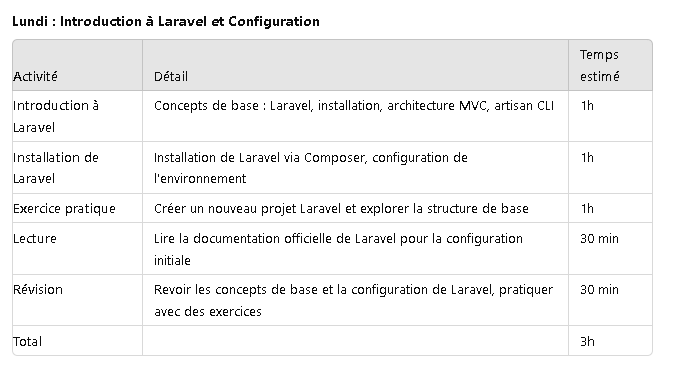 Lundi : Introduction à Laravel et Configuration
Activité Détail Temps estimé
Introduction à Laravel Concepts de base : Laravel, installation, architecture MVC, artisan CLI 1h
Installation de Laravel Installation de Laravel via Composer, configuration de l'environnement 1h
Exercice pratique Créer un nouveau projet Laravel et explorer la structure de base 1h
Lecture Lire la documentation officielle de Laravel pour la configuration initiale 30 min
Révision Revoir les concepts de base et la configuration de Laravel, pratiquer avec des exercices 30 min
Total 3h